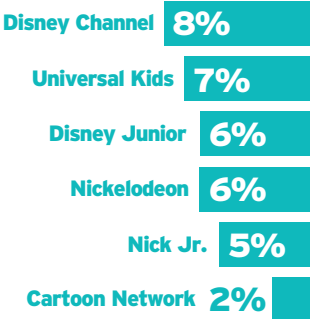 Disney Channel 8%
Universal Kids 7%
Disney Junior 6%
Nickelodeon 6%
Nick Jr. 5%
Cartoon Network 2%